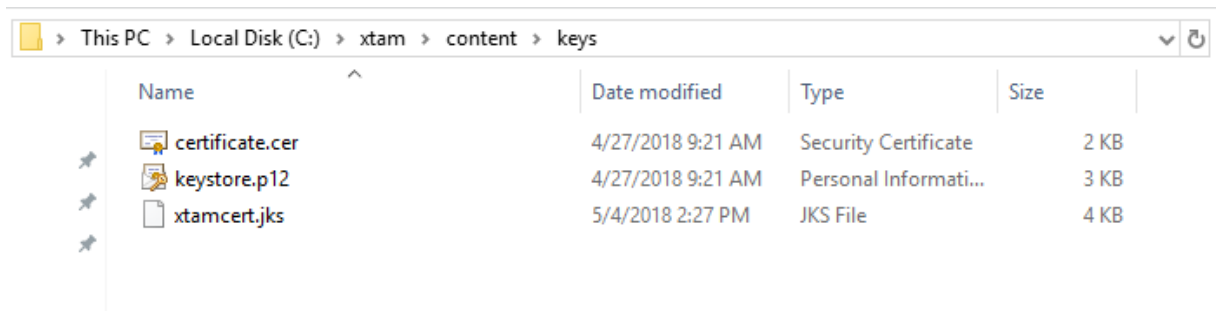 This PC > Local Disk (C:) > xtam > content > keys
Name Date modified Type Size
certificate.cer 4/27/2018 9:21 AM Security Certificate 2 KB
keystore.p12 4/27/2018 9:21 AM Personal Informati... 3 KB
xtamcert.jks 5/4/2018 2:27 PM JKS File 4 KB